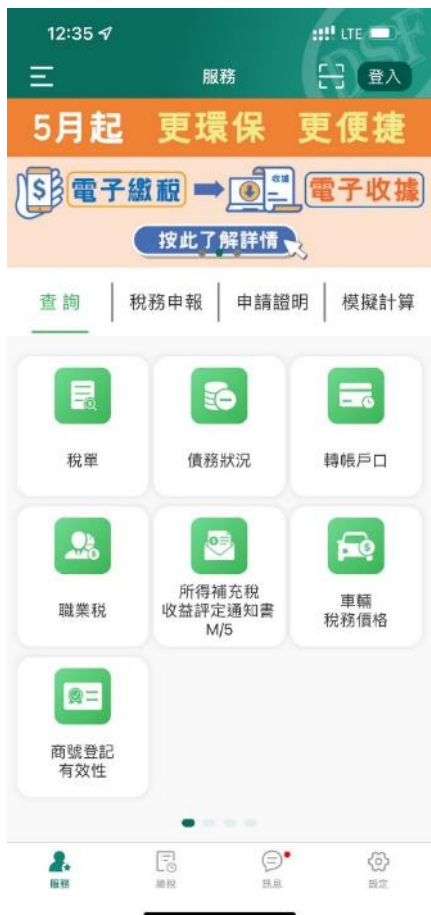 12:35
LTE
DSF
服務
登入
5月起 更環保 更便捷
$ 電子繳稅 收據 電子收據
按此了解詳情
查詢 稅務申報 申請證明 模擬計算
稅單 債務狀況 轉帳戶口
職業稅
所得補充稅
收益評定通知書
M/5
車輛
稅務價格
商號登記
有效性
服務 繳稅 訊息 設定